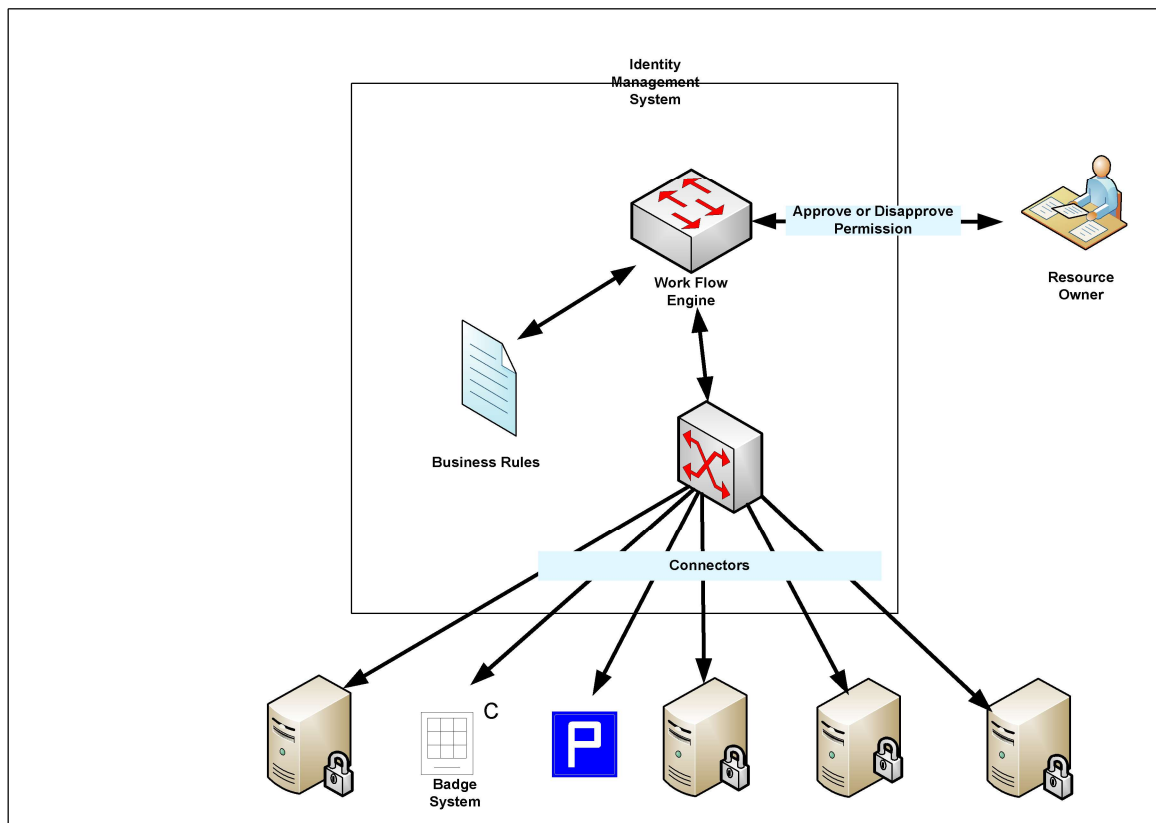 Identity
Management
System
Approve or Disapprove
Permission
Work Flow
Engine
Resource
Owner
Business Rules
Connectors
C
P
Badge
System